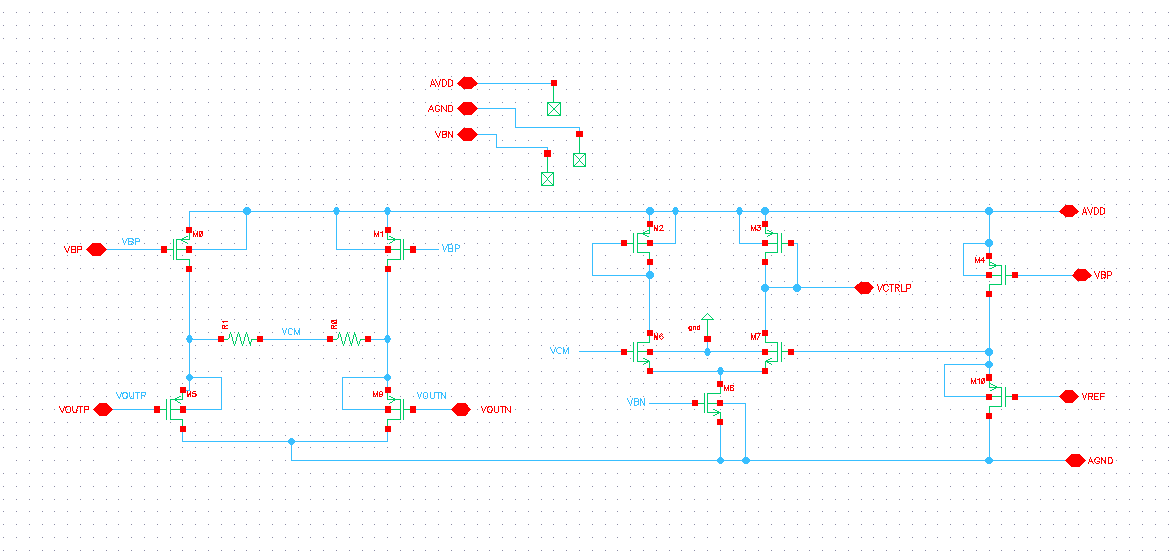 AVDD
AGND
VBN
AVDD
M0
M1
M2
M3
VBP
VBP
VBP
M4
VBP
VCTRLP
R1
VCM
R0
gnd
VCM
M6
M7
M10
VOUTP
M5
M9
VOUTN
M8
VREF
VOUTP
VOUTN
VBN
AGND